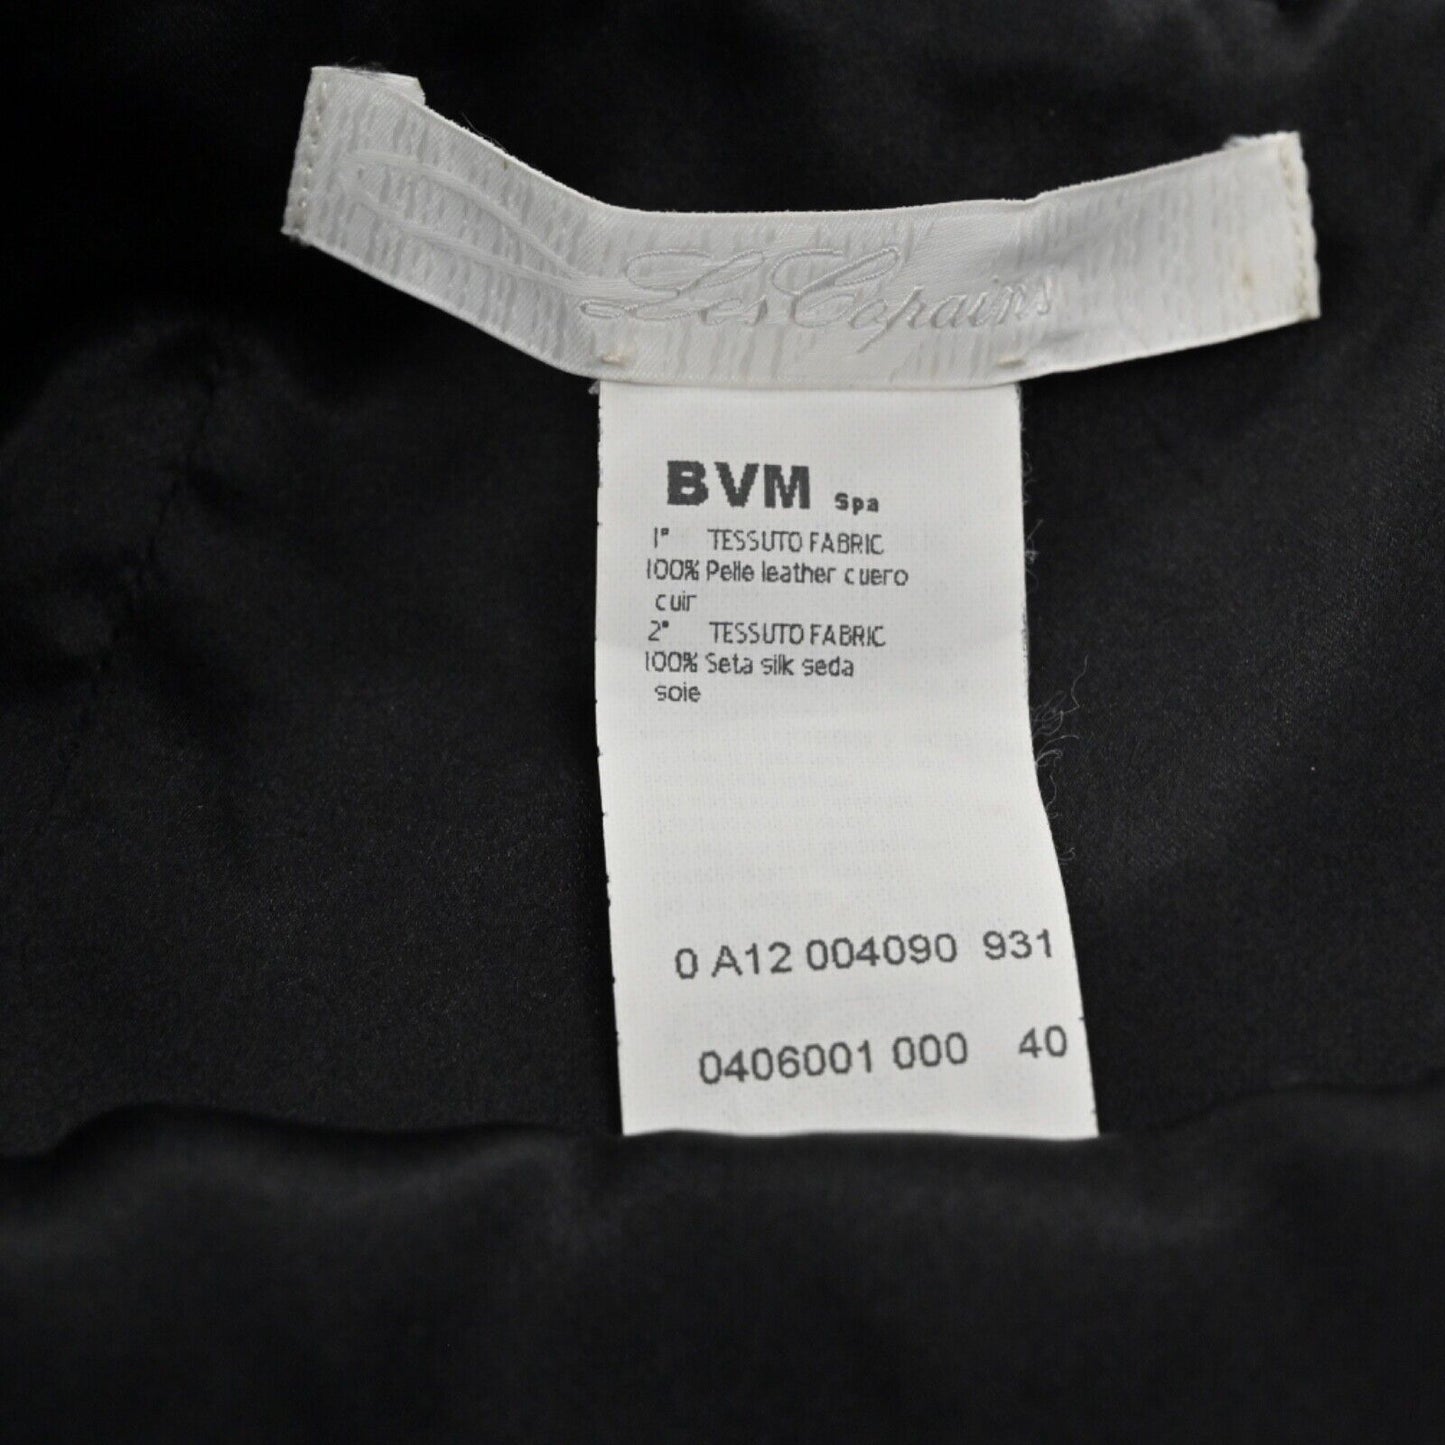 Les Copains
BVM Spa
1° TESSUTO FABRIC
100% Pelle leather cuero
cuir
2° TESSUTO FABRIC
100% Seta silk seda
soie
0 A12 004090 931
0406001 000 40